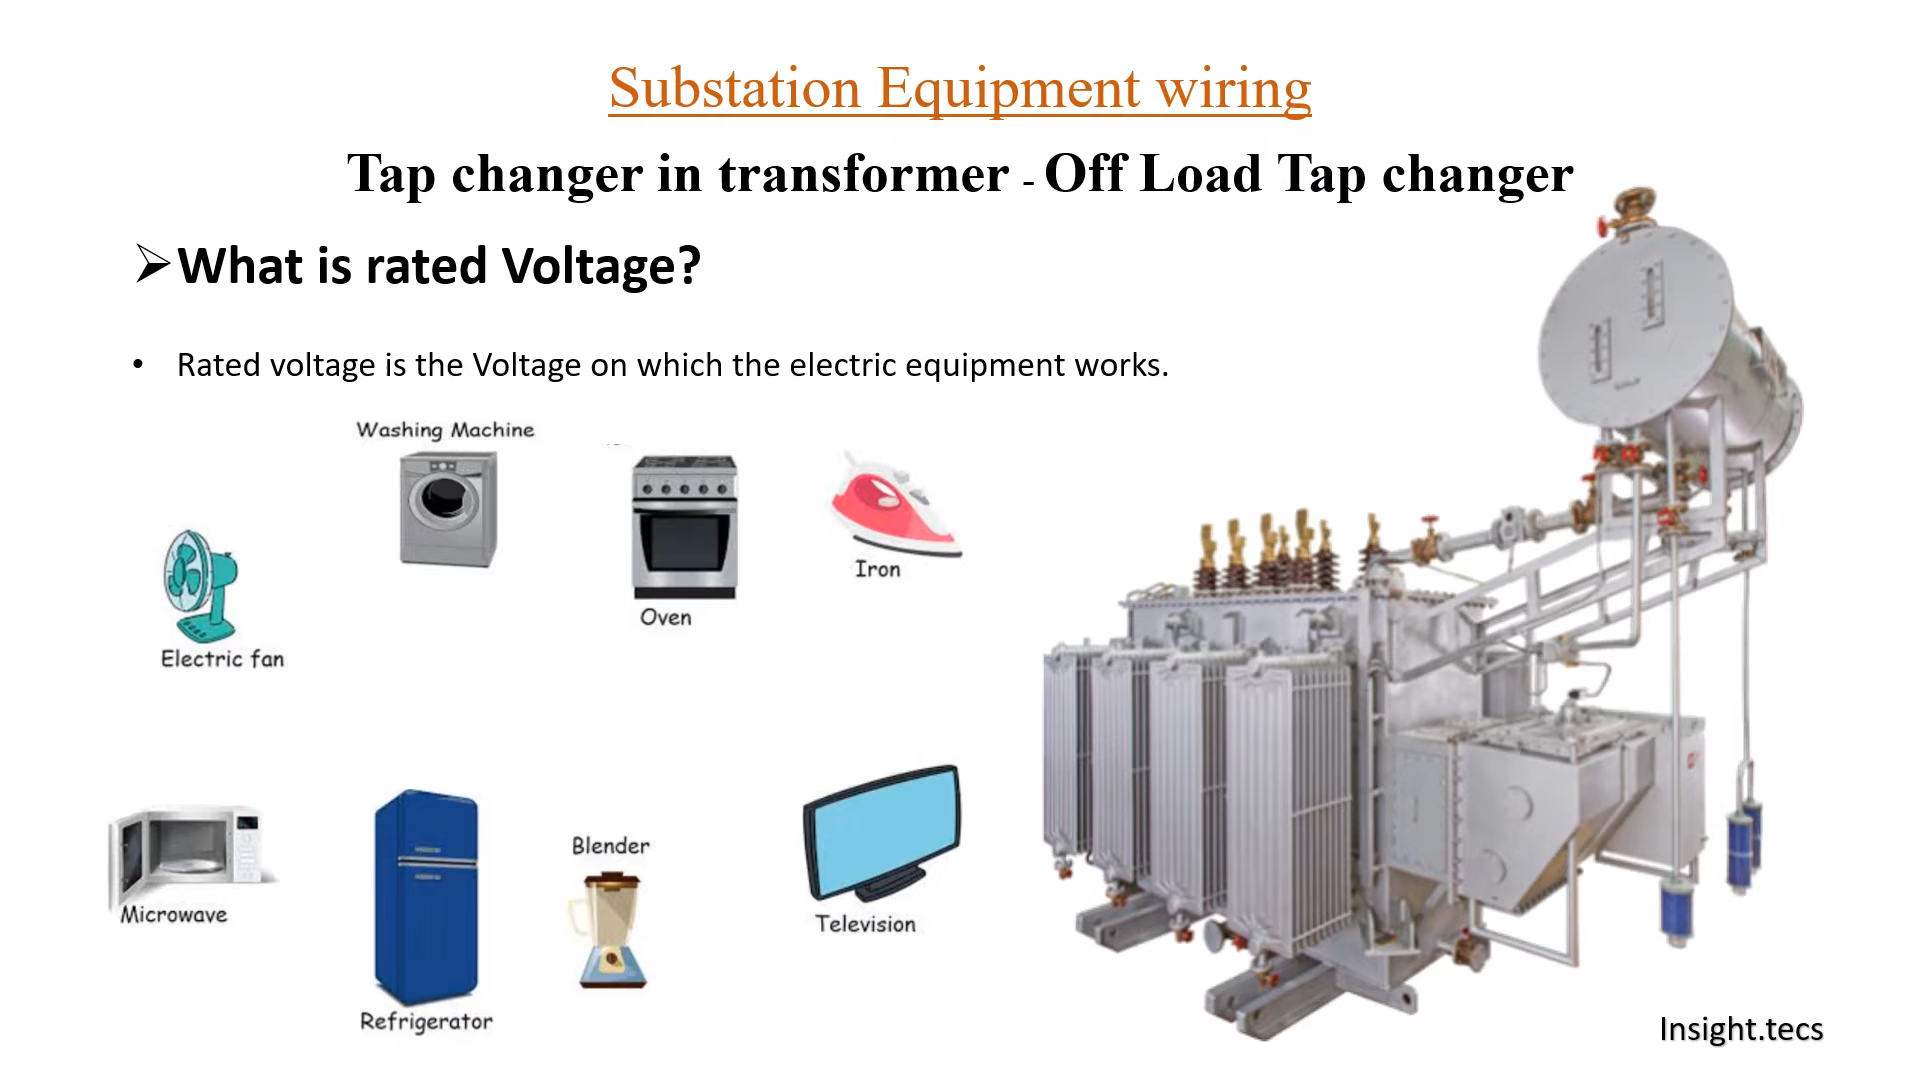 Substation Equipment wiring
Tap changer in transformer - Off Load Tap changer
➢What is rated Voltage?
• Rated voltage is the Voltage on which the electric equipment works.
Washing Machine
Iron
Oven
Electric fan
Blender
Microwave
Television
Refrigerator
Insight.tecs